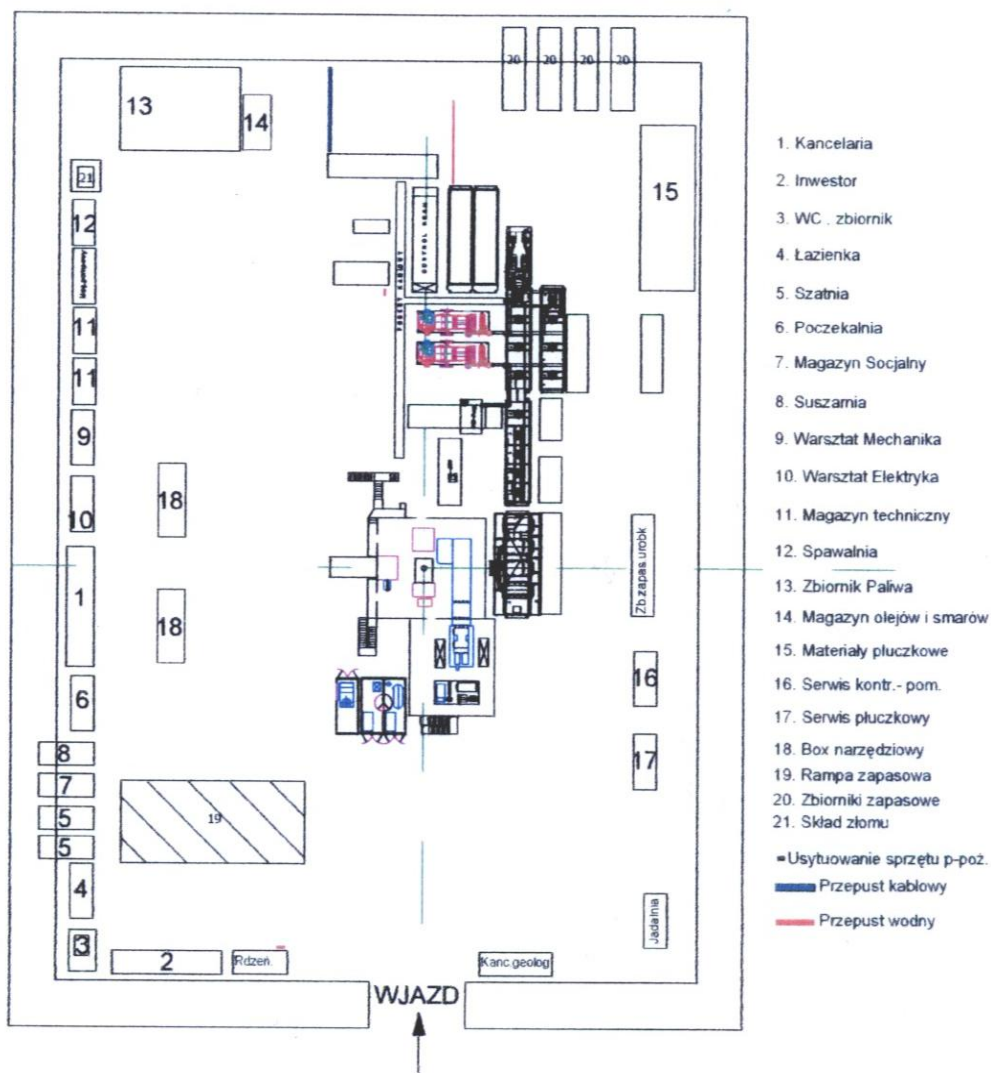 20 20 20 20
13
14
15
21
12
11
11
9
10
18
18
1
6
8
7
5
5
4
3
2
19
16
17
Zb.zapas.urobk
Jadalnia
Rdzeń.
Kanc.geolog
WJAZD
1. Kancelaria
2. Inwestor
3. WC . zbiornik
4. Łazienka
5. Szatnia
6. Poczekalnia
7. Magazyn Socjalny
8. Suszarnia
9. Warsztat Mechanika
10. Warsztat Elektryka
11. Magazyn techniczny
12. Spawalnia
13. Zbiornik Paliwa
14. Magazyn olejów i smarów
15. Materiały płuczkowe
16. Serwis kontr.- pom.
17. Serwis płuczkowy
18. Box narzędziowy
19. Rampa zapasowa
20. Zbiorniki zapasowe
21. Skład złomu
Usytuowanie sprzętu p-poż.
Przepust kablowy
Przepust wodny